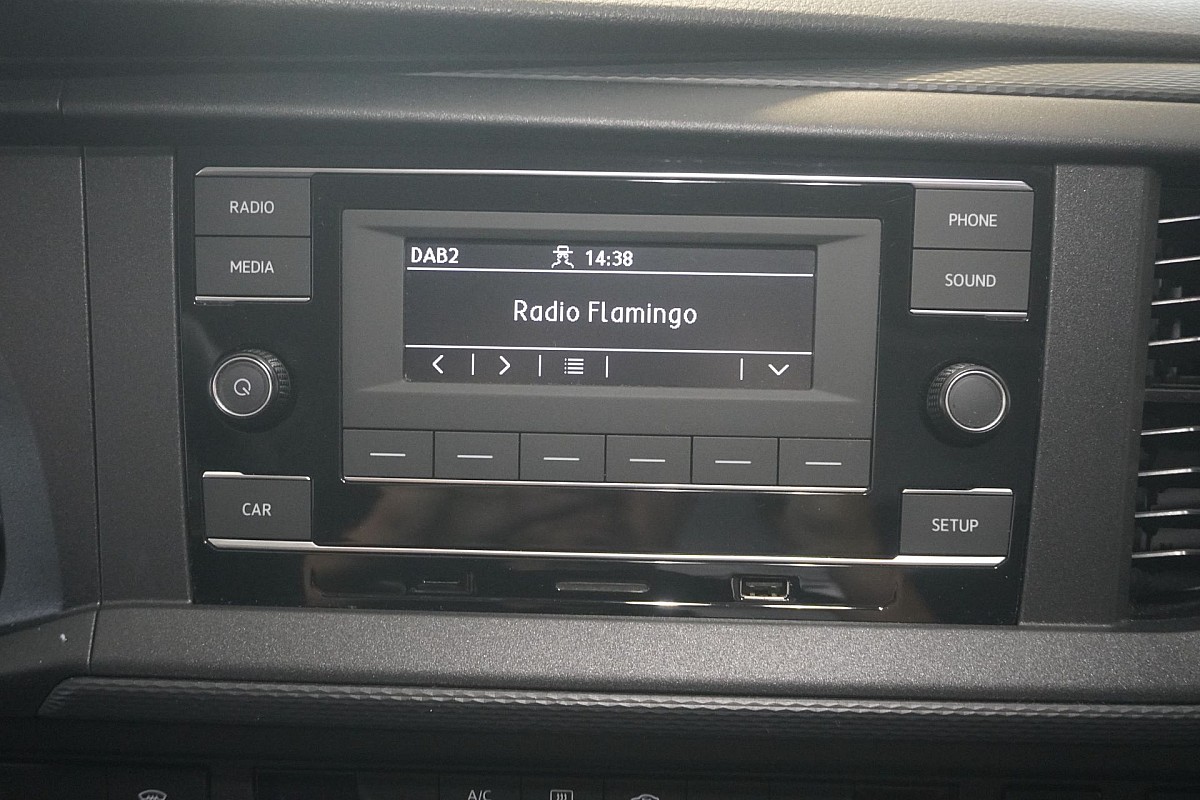 RADIO
MEDIA
PHONE
SOUND
DAB2 14:38
Radio Flamingo
CAR
SETUP
A/C